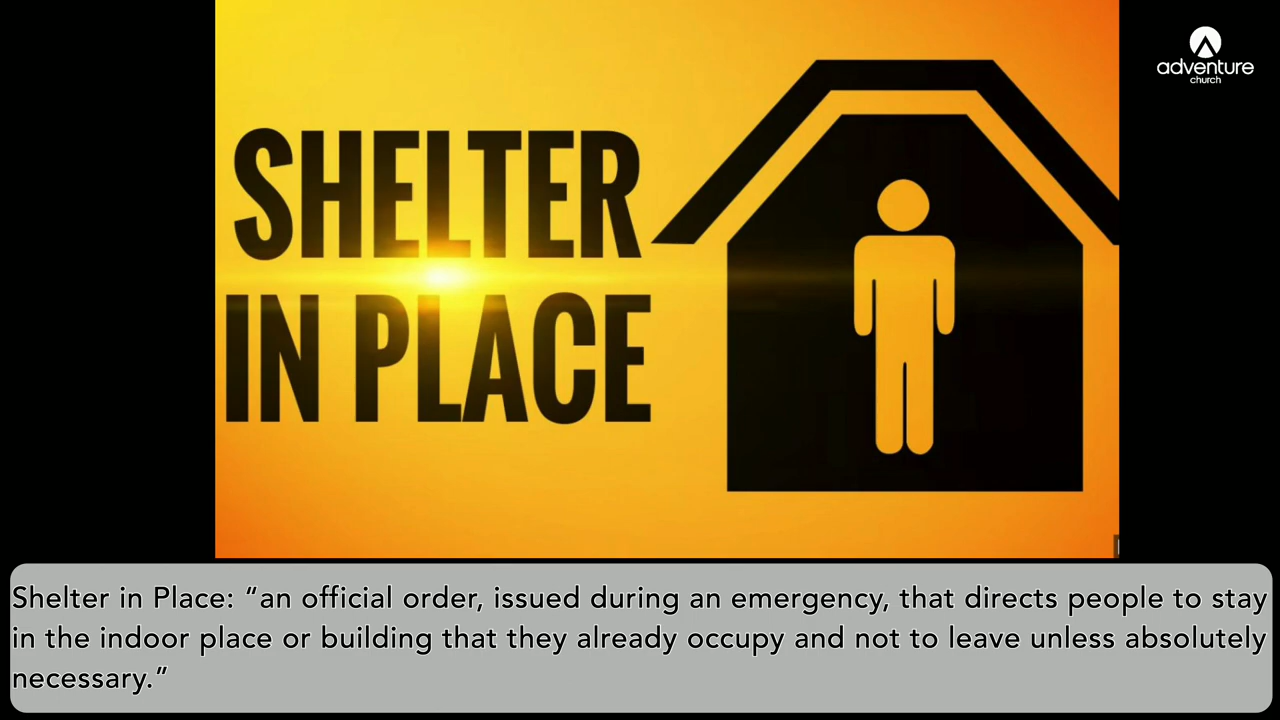 adventure
church
SHELTER
IN PLACE
Shelter in Place: “an official order, issued during an emergency, that directs people to stay
in the indoor place or building that they already occupy and not to leave unless absolutely
necessary.”